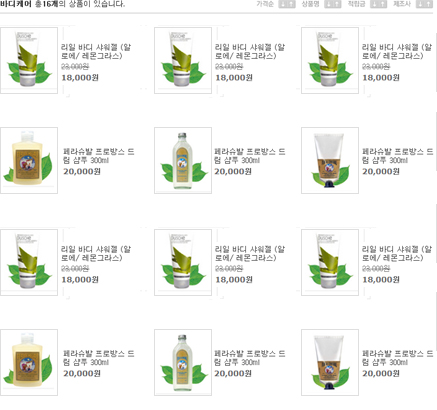 바디케어 총16개의 상품이 있습니다.
가격순 상품명 적립금 제조사
리얼 바디 샤워젤 (알로에/ 레몬그라스)
23,000원
18,000원
리얼 바디 샤워젤 (알로에/ 레몬그라스)
23,000원
18,000원
리얼 바디 샤워젤 (알로에/ 레몬그라스)
23,000원
18,000원
페라슈발 프로방스 드림 샴푸 300ml
20,000원
페라슈발 프로방스 드림 샴푸 300ml
20,000원
페라슈발 프로방스 드림 샴푸 300ml
20,000원
리얼 바디 샤워젤 (알로에/ 레몬그라스)
23,000원
18,000원
리얼 바디 샤워젤 (알로에/ 레몬그라스)
23,000원
18,000원
리얼 바디 샤워젤 (알로에/ 레몬그라스)
23,000원
18,000원
페라슈발 프로방스 드림 샴푸 300ml
20,000원
페라슈발 프로방스 드림 샴푸 300ml
20,000원
페라슈발 프로방스 드림 샴푸 300ml
20,000원